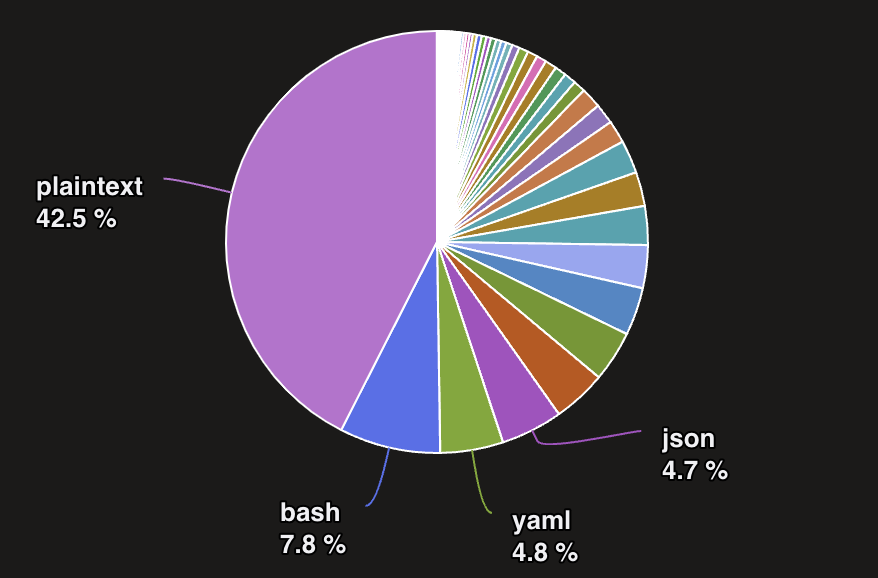 plaintext
42.5 %
json
4.7 %
bash
7.8 %
yaml
4.8 %